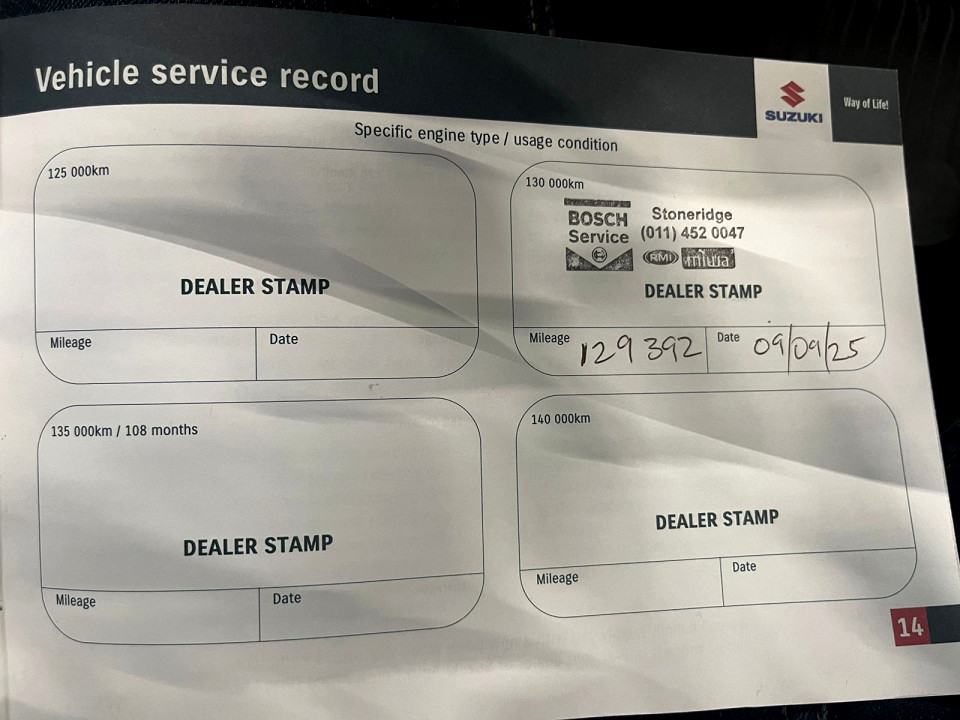 Vehicle service record
SUZUKI
Way of Life!
Specific engine type / usage condition
125 000km
DEALER STAMP
Mileage
Date
130 000km
BOSCH
Service
Stoneridge
(011) 452 0047
RMI
miwa
DEALER STAMP
Mileage 129 392
Date 09/09/25
135 000km / 108 months
DEALER STAMP
Mileage
Date
140 000km
DEALER STAMP
Mileage
Date
14